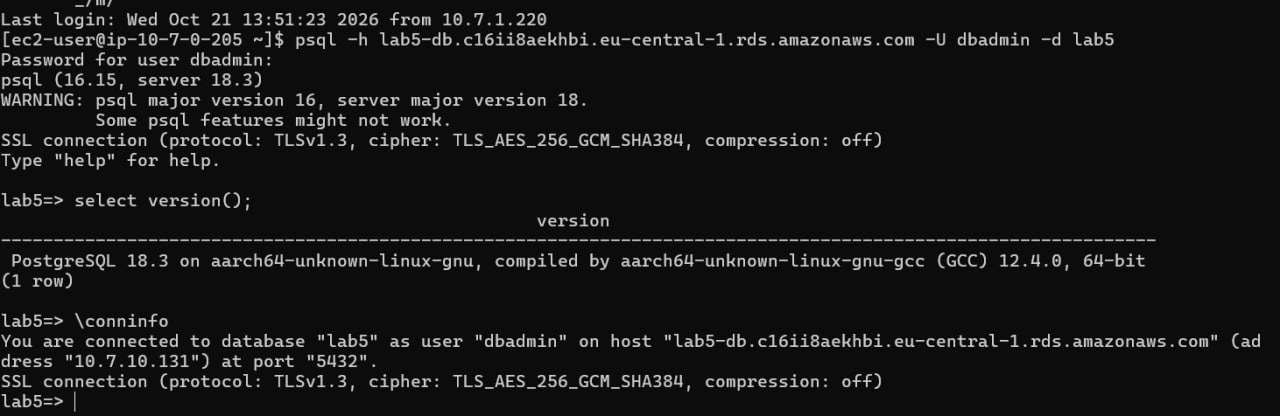 _/m/'
Last login: Wed Oct 21 13:51:23 2026 from 10.7.1.220
[ec2-user@ip-10-7-0-205 ~]$ psql -h lab5-db.c16ii8aekhbi.eu-central-1.rds.amazonaws.com -U dbadmin -d lab5
Password for user dbadmin:
psql (16.15, server 18.3)
WARNING: psql major version 16, server major version 18.
         Some psql features might not work.
SSL connection (protocol: TLSv1.3, cipher: TLS_AES_256_GCM_SHA384, compression: off)
Type "help" for help.

lab5=> select version();
                                                   version
--------------------------------------------------------------------------------------------------------------
 PostgreSQL 18.3 on aarch64-unknown-linux-gnu, compiled by aarch64-unknown-linux-gnu-gcc (GCC) 12.4.0, 64-bit
(1 row)

lab5=> \conninfo
You are connected to database "lab5" as user "dbadmin" on host "lab5-db.c16ii8aekhbi.eu-central-1.rds.amazonaws.com" (ad
dress "10.7.10.131") at port "5432".
SSL connection (protocol: TLSv1.3, cipher: TLS_AES_256_GCM_SHA384, compression: off)
lab5=>